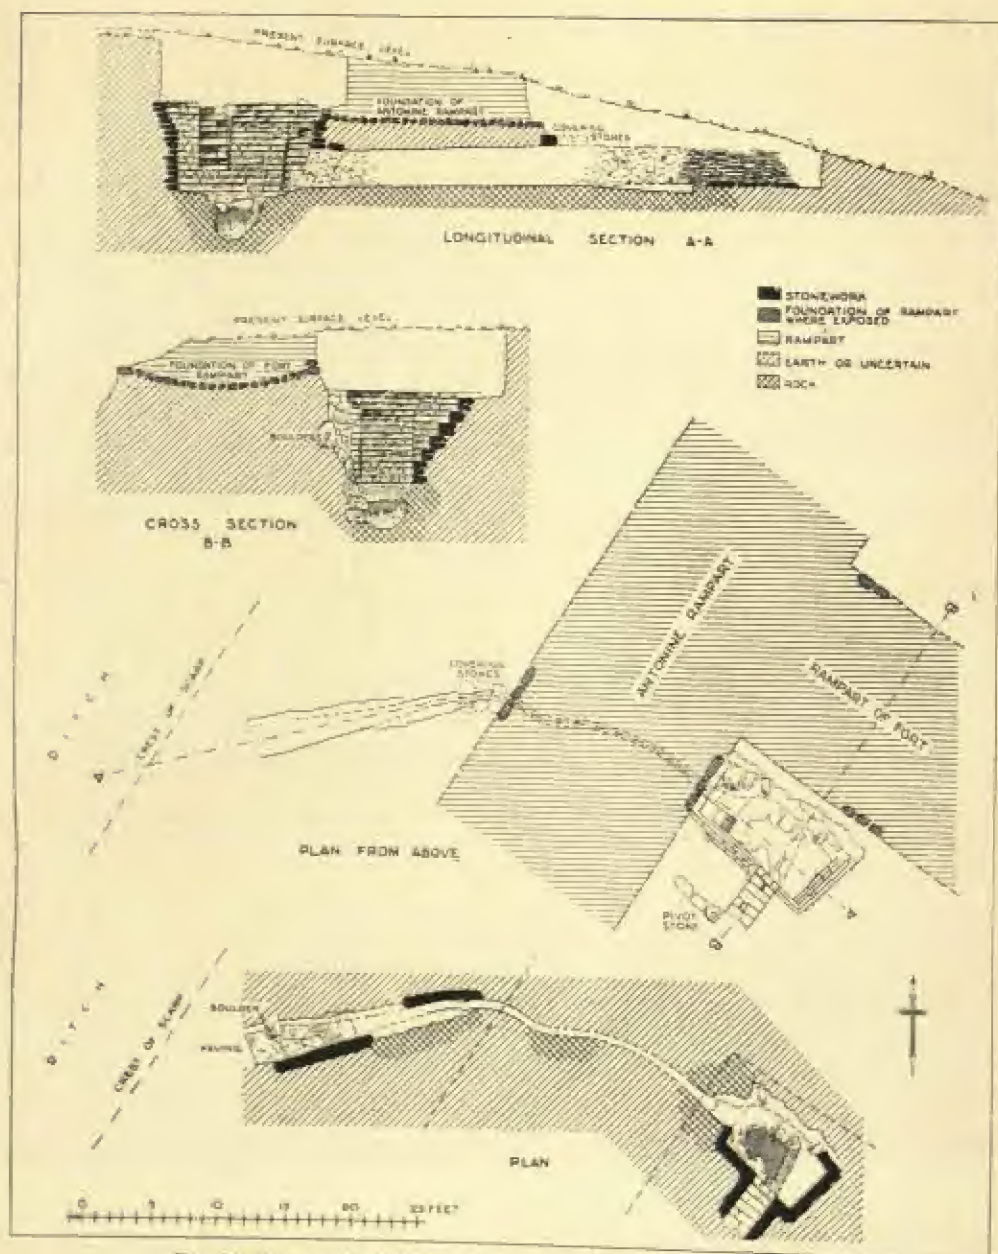 PRESENT SURFACE LEVEL
FOUNDATION OF
ANTONINE RAMPART
COVERING
STONES
LONGITUDINAL SECTION A-A
STONEWORK
FOUNDATION OF RAMPART
WHERE EXPOSED
RAMPART
EARTH OR UNCERTAIN
ROCK
PRESENT SURFACE LEVEL
FOUNDATION OF FORT
RAMPART
BOULDERS
CROSS SECTION
B-B
ANTONINE RAMPART
RAMPART OF FORT
B
COVERING
STONES
DITCH
CREST OF SCARP
A
PLAN FROM ABOVE
PIVOT
STONE
B
A
DITCH
CREST OF SCARP
BOULDER
PAVING
PLAN
0 5 10 15 20 25 FEET